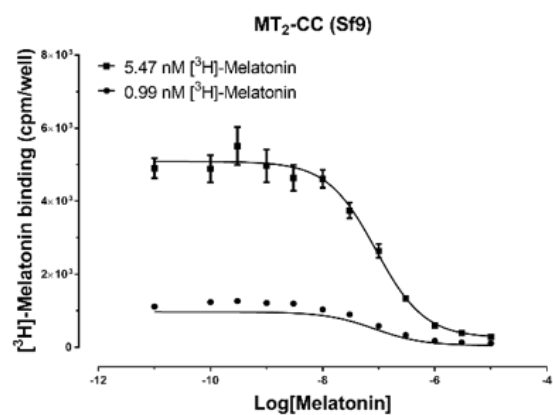 MT₂-CC (Sf9)
[³H]-Melatonin binding (cpm/well)
8×10³
6×10³
4×10³
2×10³
0
5.47 nM [³H]-Melatonin
0.99 nM [³H]-Melatonin
-12 -10 -8 -6 -4
Log[Melatonin]